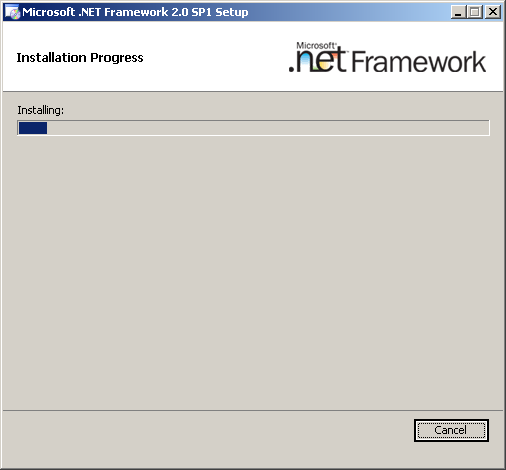 Microsoft .NET Framework 2.0 SP1 Setup
Installation Progress
Microsoft
.net Framework
Installing:
Cancel